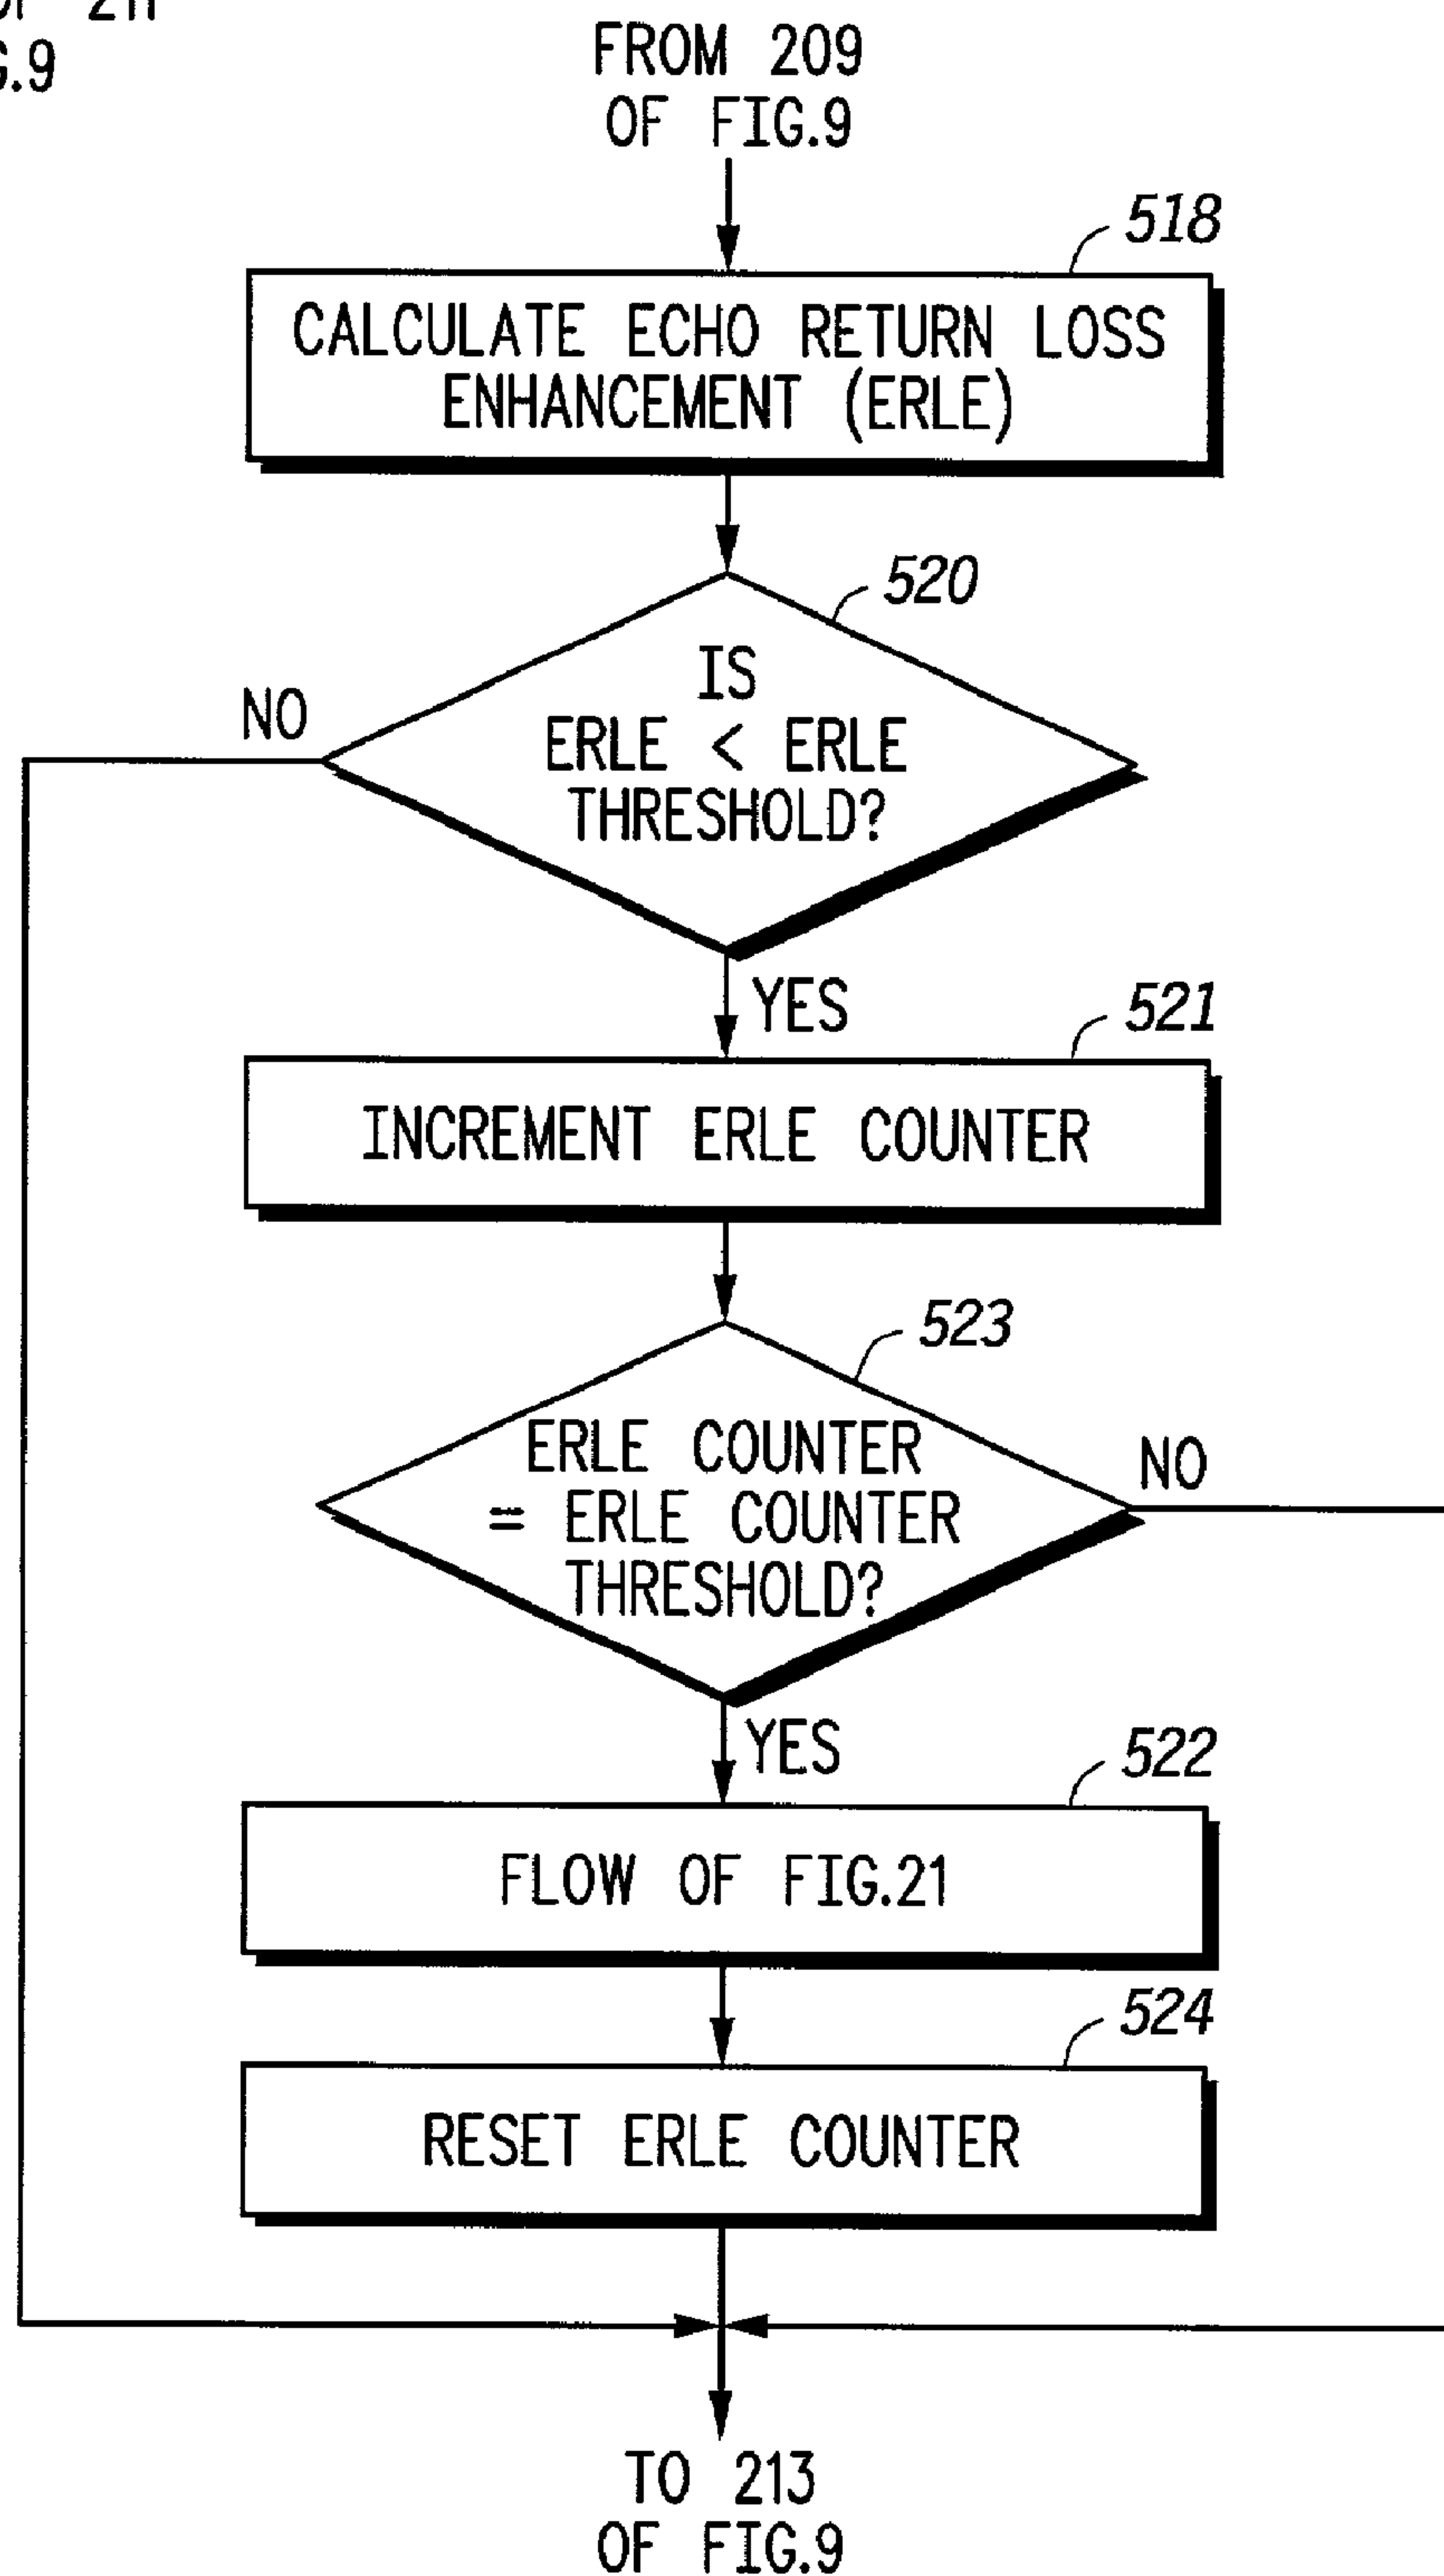 FROM 209
OF FIG.9
518
CALCULATE ECHO RETURN LOSS
ENHANCEMENT (ERLE)
520
IS
ERLE < ERLE
THRESHOLD?
NO
YES
521
INCREMENT ERLE COUNTER
523
ERLE COUNTER
= ERLE COUNTER
THRESHOLD?
NO
YES
522
FLOW OF FIG.21
524
RESET ERLE COUNTER
TO 213
OF FIG.9